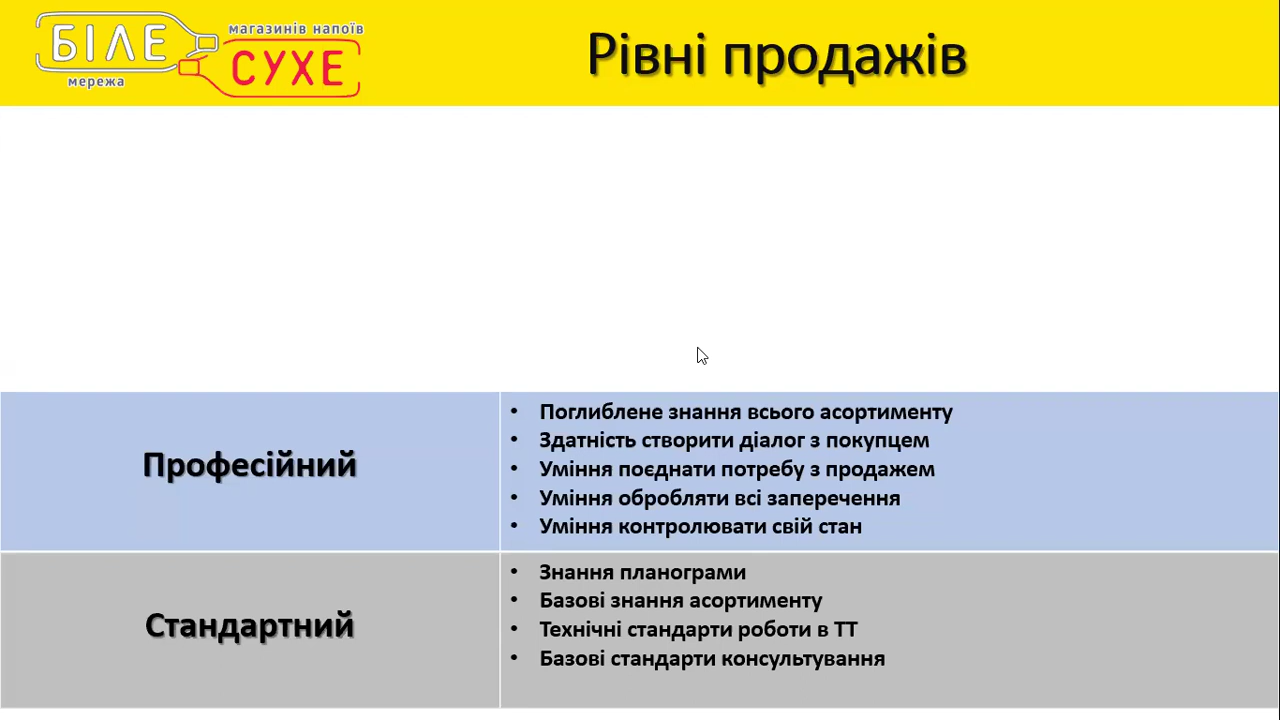 БІЛЕ
мережа
магазинів напоїв
СУХЕ
Рівні продажів
Професійний
• Поглиблене знання всього асортименту
• Здатність створити діалог з покупцем
• Уміння поєднати потребу з продажем
• Уміння обробляти всі заперечення
• Уміння контролювати свій стан
Стандартний
• Знання планограми
• Базові знання асортименту
• Технічні стандарти роботи в ТТ
• Базові стандарти консультування